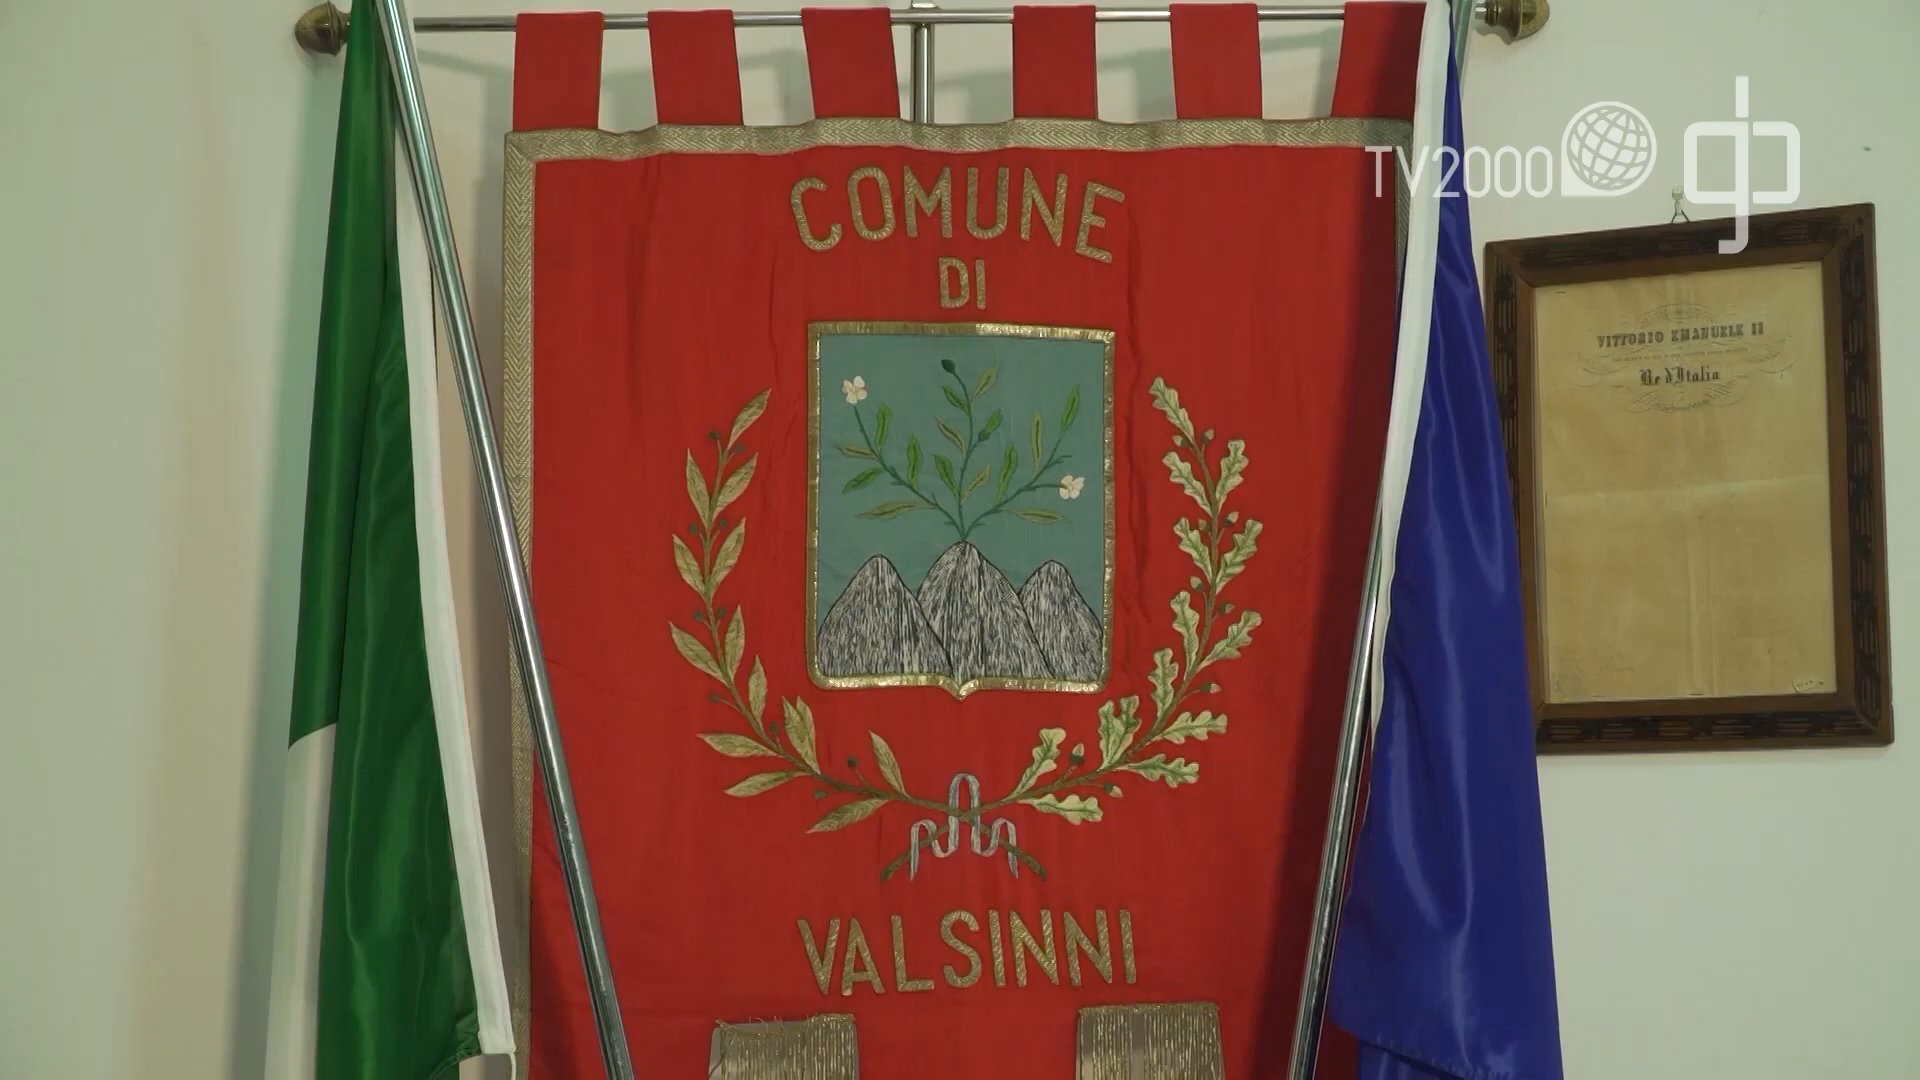 COMUNE
DI
VALSINNI
TV2000
VITTORIO EMANUELE II
Re d'Italia